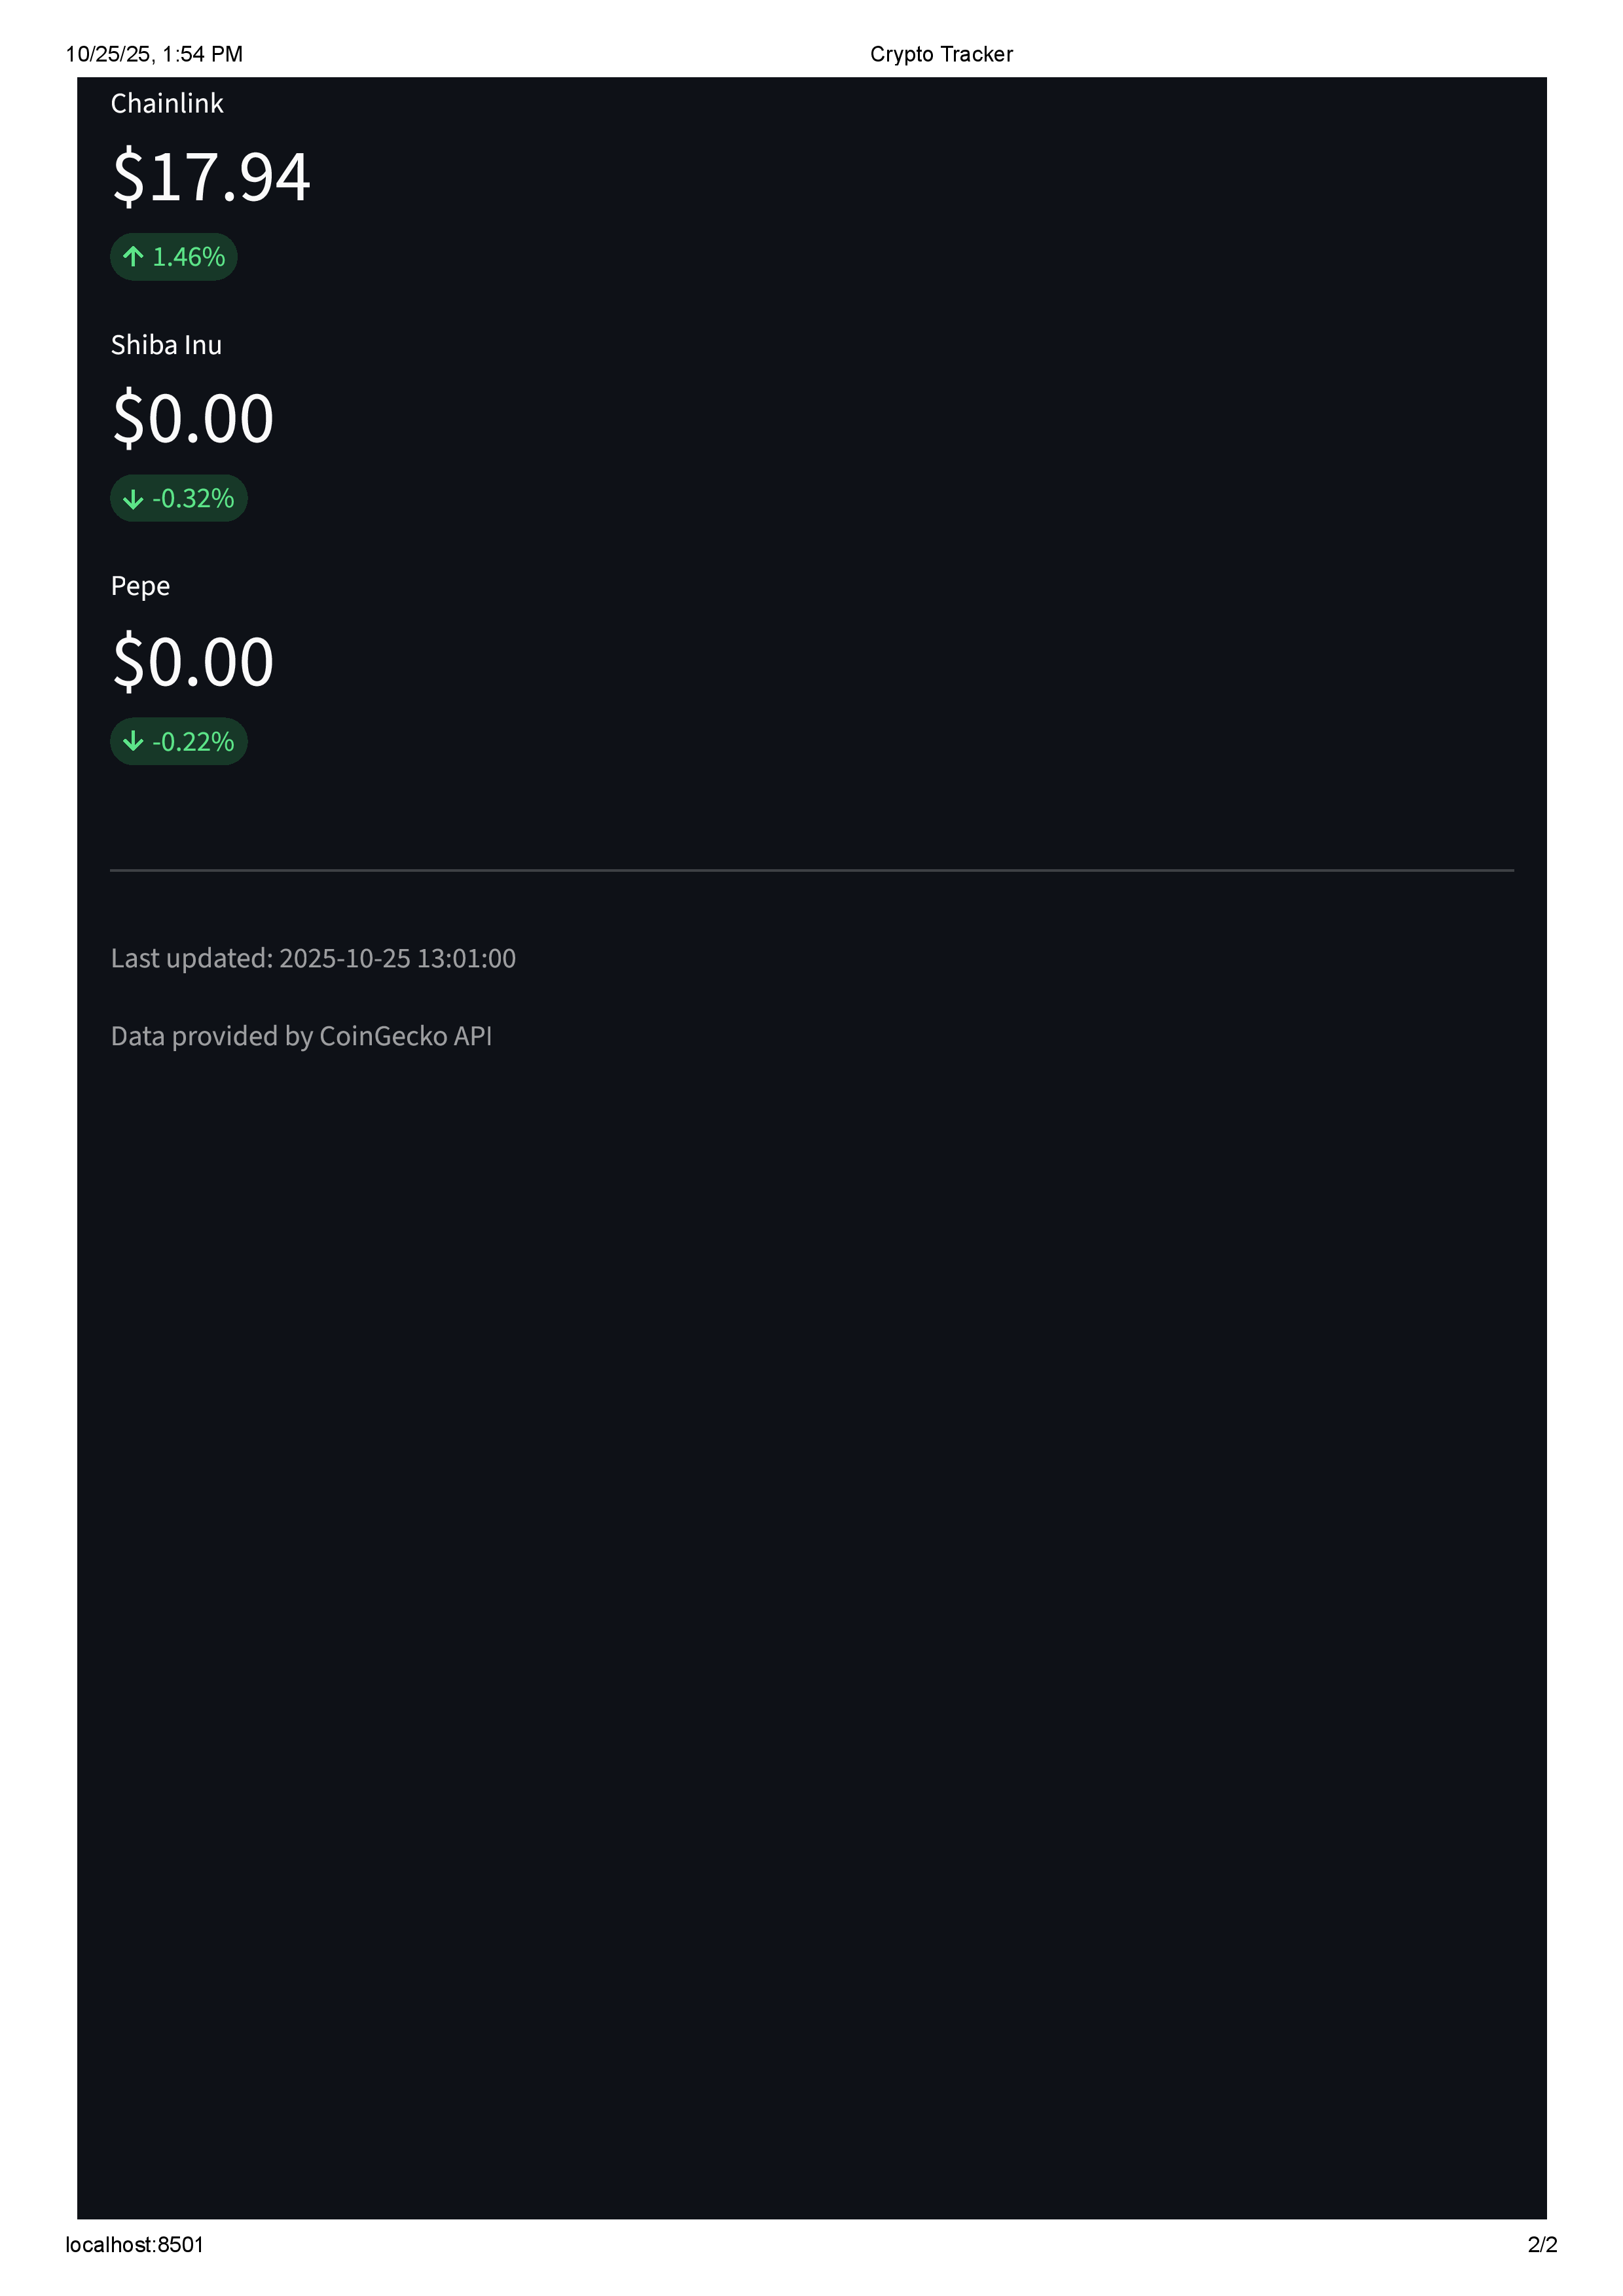 10/25/25, 1:54 PM Crypto Tracker
Chainlink
$17.94
↑ 1.46%
Shiba Inu
$0.00
↓ -0.32%
Pepe
$0.00
↓ -0.22%
Last updated: 2025-10-25 13:01:00
Data provided by CoinGecko API
localhost:8501 2/2